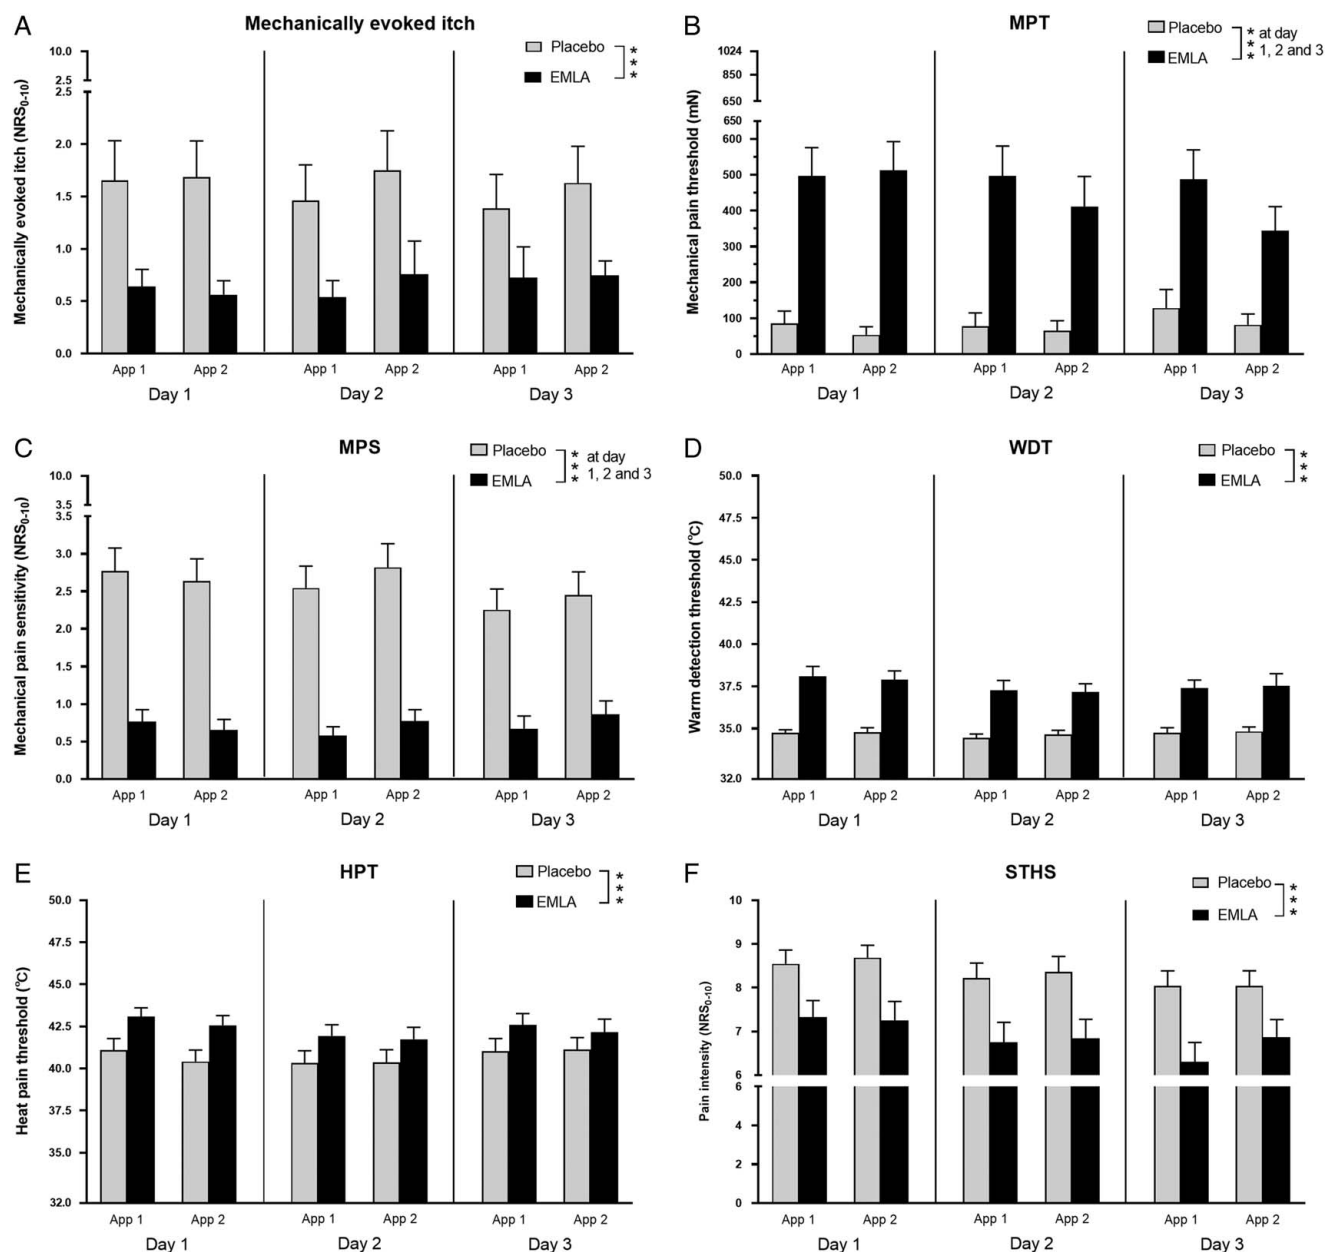 A
Mechanically evoked itch
Placebo
EMLA
***
Mechanically evoked itch (NRS0-10)
10.0
2.5
2.5
2.0
1.5
1.0
0.5
0.0
App 1
App 2
App 1
App 2
App 1
App 2
Day 1
Day 2
Day 3
B
MPT
Placebo
EMLA
***
at day
1, 2 and 3
Mechanical pain threshold (mN)
1024
850
650
650
600
500
400
300
200
100
0
App 1
App 2
App 1
App 2
App 1
App 2
Day 1
Day 2
Day 3
C
MPS
Placebo
EMLA
***
at day
1, 2 and 3
Mechanical pain sensitivity (NRS0-10)
10.0
3.5
3.5
3.0
2.5
2.0
1.5
1.0
0.5
0.0
App 1
App 2
App 1
App 2
App 1
App 2
Day 1
Day 2
Day 3
D
WDT
Placebo
EMLA
***
Warm detection threshold (°C)
50.0
47.5
45.0
42.5
40.0
37.5
35.0
32.0
App 1
App 2
App 1
App 2
App 1
App 2
Day 1
Day 2
Day 3
E
HPT
Placebo
EMLA
***
Heat pain threshold (°C)
50.0
47.5
45.0
42.5
40.0
37.5
35.0
32.0
App 1
App 2
App 1
App 2
App 1
App 2
Day 1
Day 2
Day 3
F
STHS
Placebo
EMLA
***
Pain intensity (NRS0-10)
10
9
8
7
6
6
4
2
0
App 1
App 2
App 1
App 2
App 1
App 2
Day 1
Day 2
Day 3